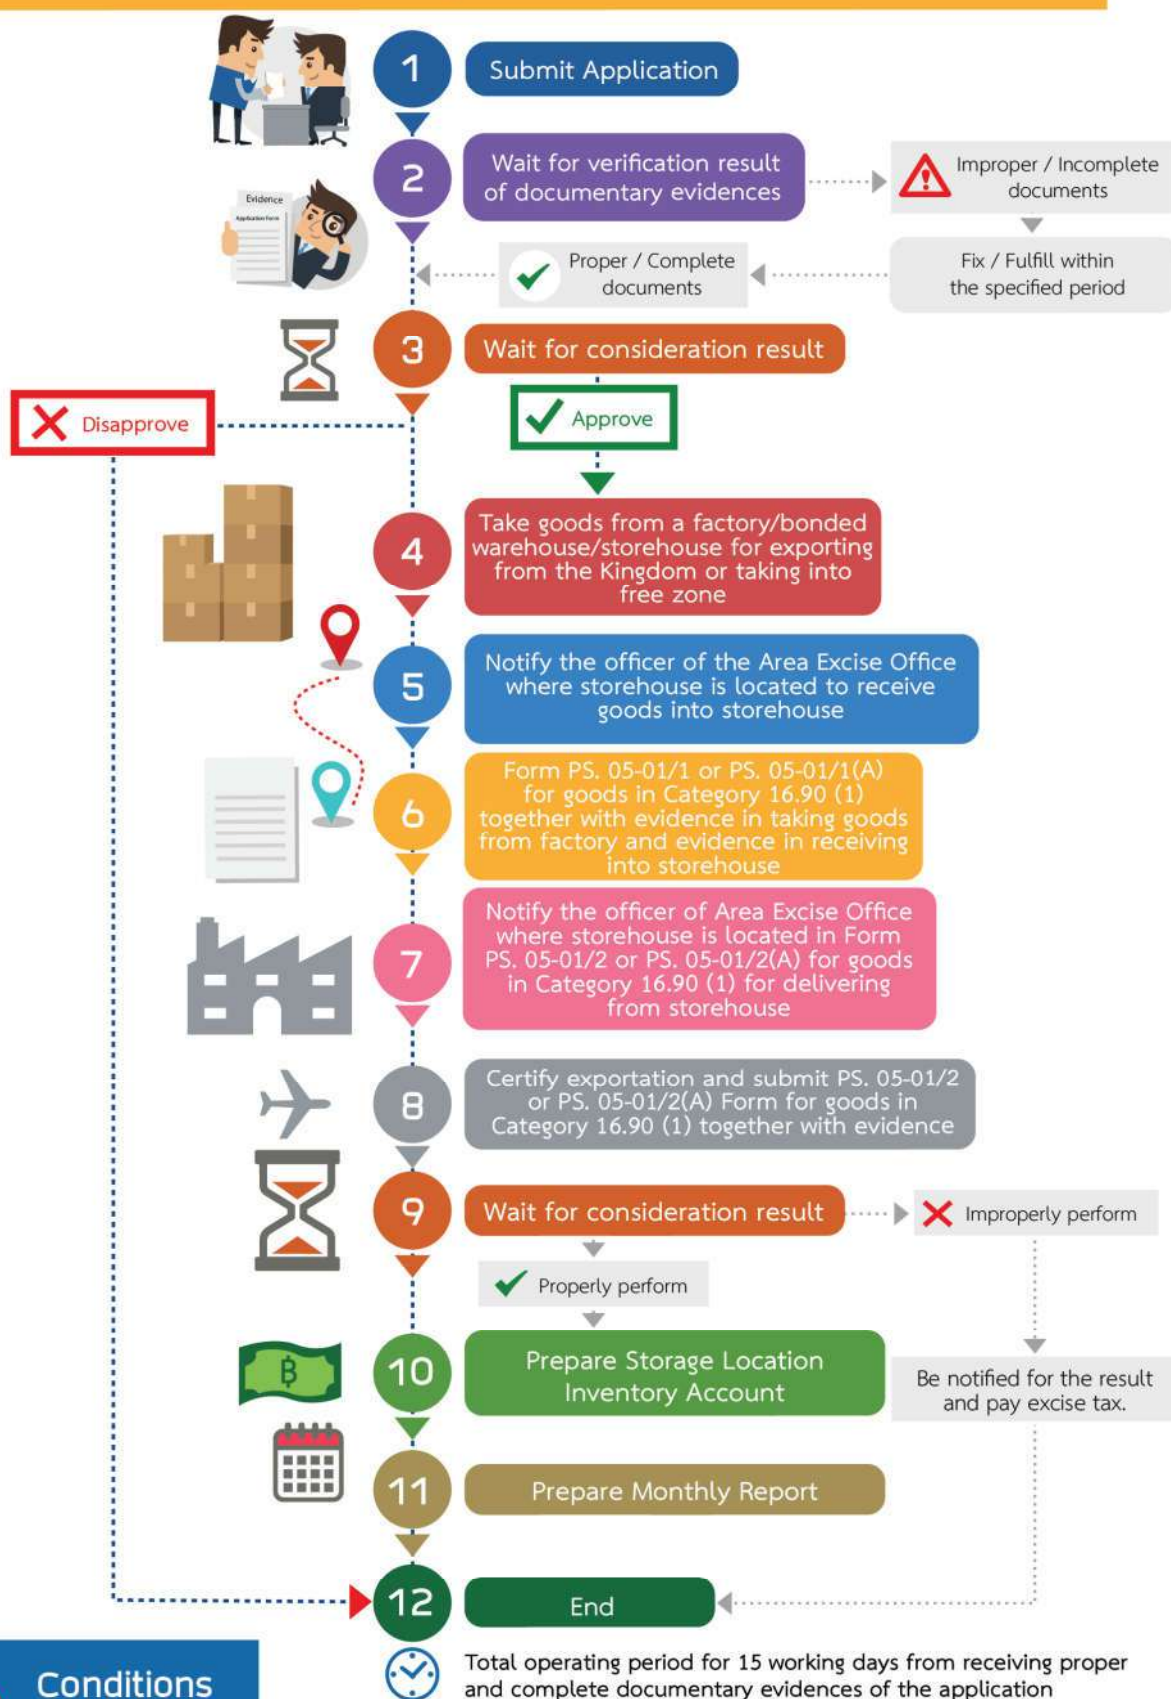 1
Submit Application
2
Wait for verification result
of documentary evidences
Improper / Incomplete
documents
Evidence
Application Form
Proper / Complete
documents
Fix / Fulfill within
the specified period
3
Wait for consideration result
Disapprove
Approve
4
Take goods from a factory/bonded
warehouse/storehouse for exporting
from the Kingdom or taking into
free zone
5
Notify the officer of the Area Excise Office
where storehouse is located to receive
goods into storehouse
6
Form PS. 05-01/1 or PS. 05-01/1(A)
for goods in Category 16.90 (1)
together with evidence in taking goods
from factory and evidence in receiving
into storehouse
7
Notify the officer of Area Excise Office
where storehouse is located in Form
PS. 05-01/2 or PS. 05-01/2(A) for goods
in Category 16.90 (1) for delivering
from storehouse
8
Certify exportation and submit PS. 05-01/2
or PS. 05-01/2(A) Form for goods in
Category 16.90 (1) together with evidence
9
Wait for consideration result
Improperly perform
Properly perform
฿
10
Prepare Storage Location
Inventory Account
Be notified for the result
and pay excise tax.
11
Prepare Monthly Report
12
End
Conditions
Total operating period for 15 working days from receiving proper
and complete documentary evidences of the application